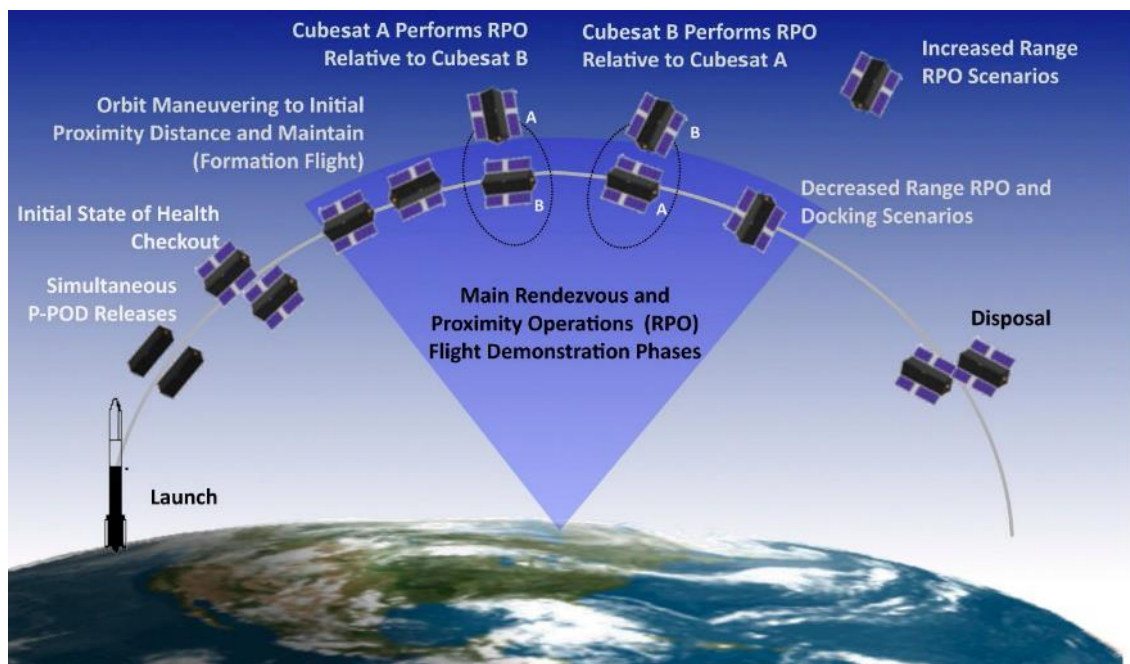 Cubesat A Performs RPO
Relative to Cubesat B
Cubesat B Performs RPO
Relative to Cubesat A
Increased Range
RPO Scenarios
Orbit Maneuvering to Initial
Proximity Distance and Maintain
(Formation Flight)
A
B
B
A
Decreased Range RPO and
Docking Scenarios
Initial State of Health
Checkout
Simultaneous
P-POD Releases
Main Rendezvous and
Proximity Operations (RPO)
Flight Demonstration Phases
Disposal
Launch